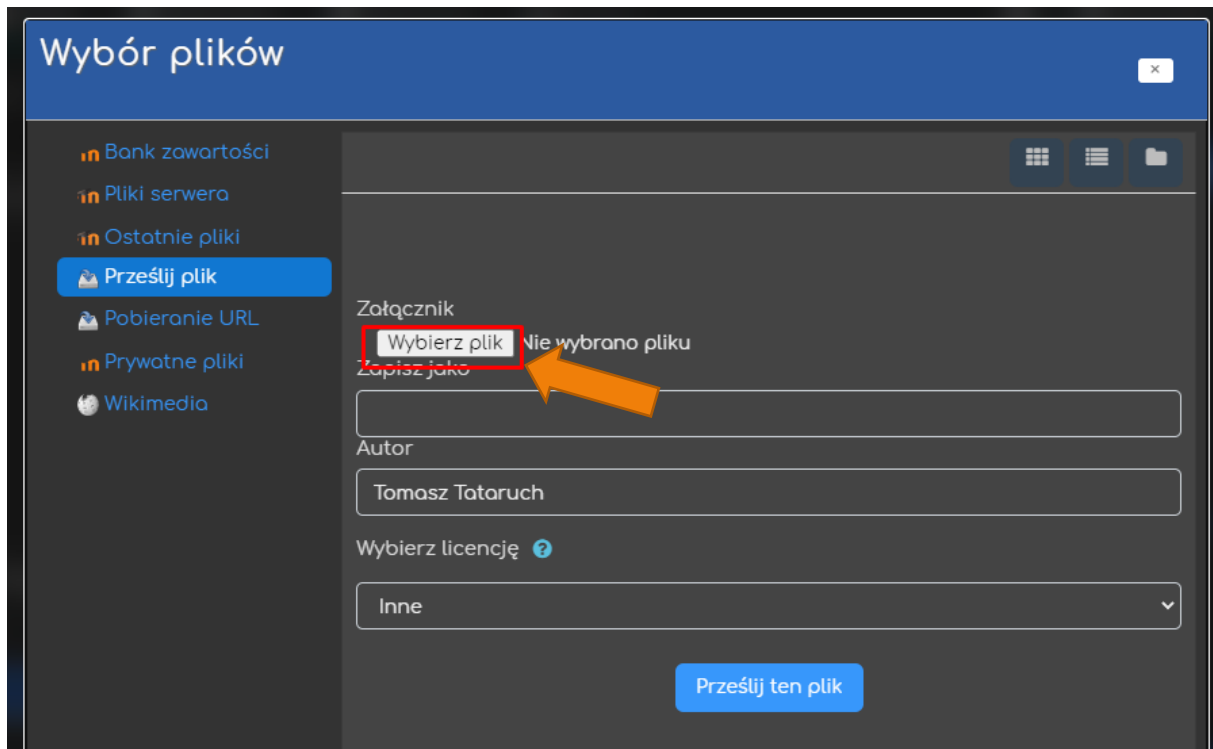 Wybór plików
×
Bank zawartości
Pliki serwera
Ostatnie pliki
Prześlij plik
Pobieranie URL
Prywatne pliki
Wikimedia
Załącznik
Wybierz plik Nie wybrano pliku
Zapisz jako
Autor
Tomasz Tataruch
Wybierz licencję ?
Inne
Prześlij ten plik